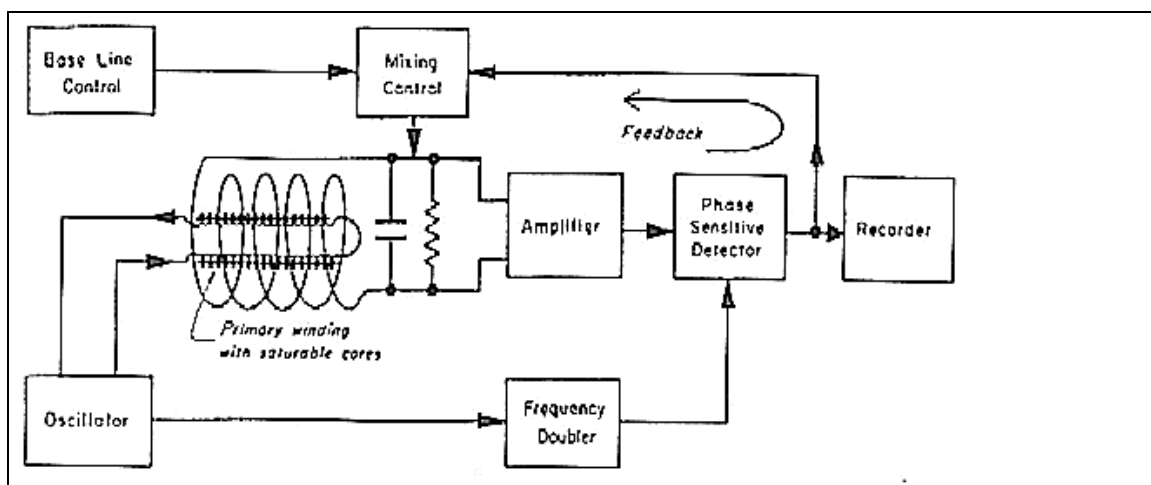 Base Line
Control
Mixing
Control
Feedback
Amplifier
Phase
Sensitive
Detector
Recorder
Primary winding
with saturable cores
Oscillator
Frequency
Doubler